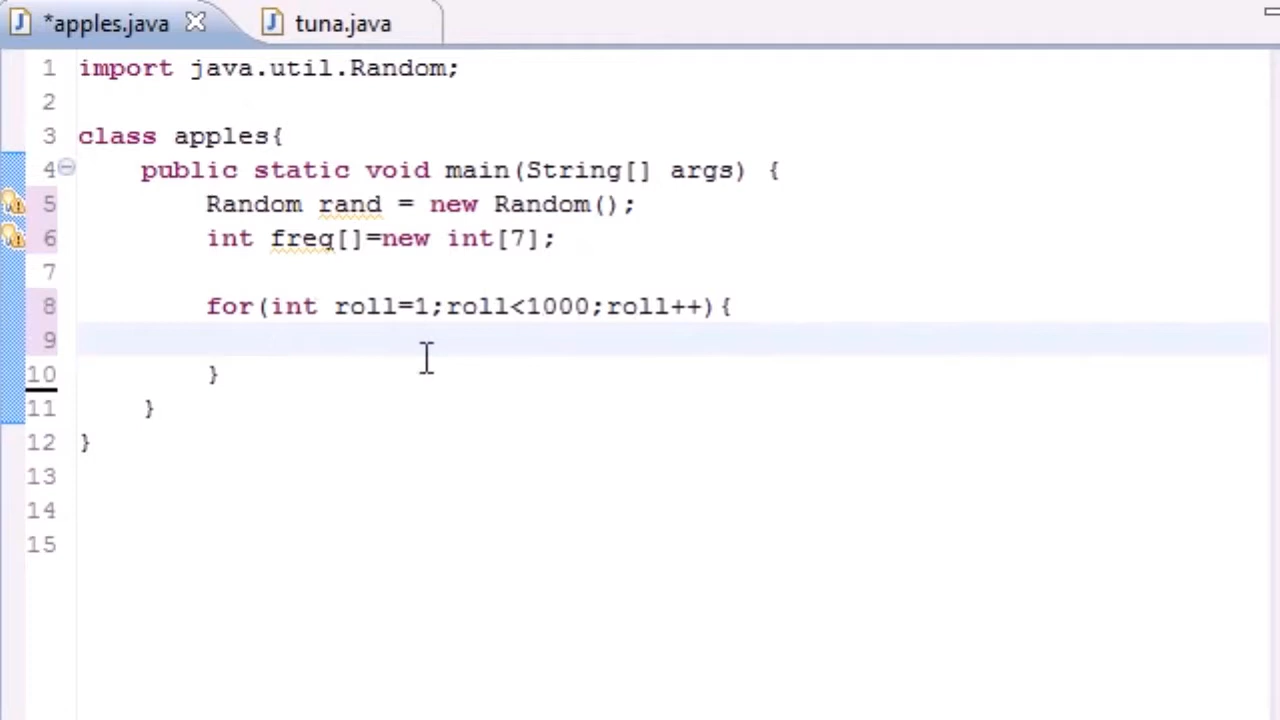 *apples.java
tuna.java
1 import java.util.Random;
2
3 class apples{
4 public static void main(String[] args) {
5 Random rand = new Random();
6 int freq[]=new int[7];
7
8 for(int roll=1;roll<1000;roll++){
9
10 }
11 }
12 }
13
14
15